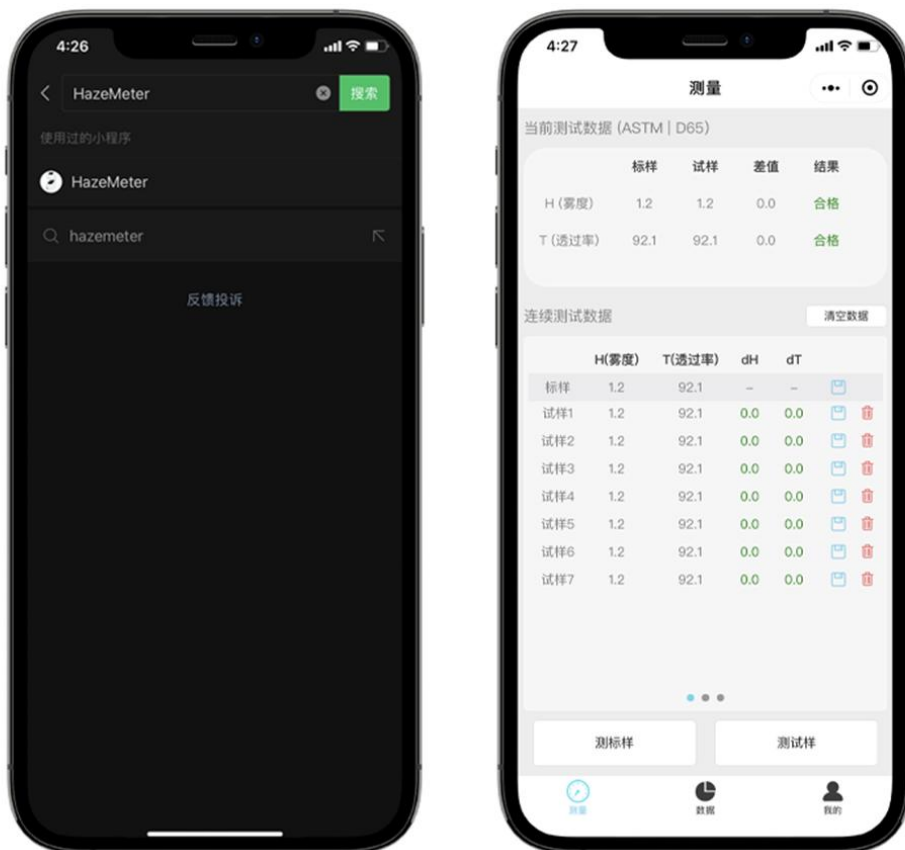 4:26
HazeMeter
搜索
使用过的小程序
HazeMeter
hazemeter
反馈投诉
4:27
测量
当前测试数据 (ASTM | D65)
标样 试样 差值 结果
H (雾度) 1.2 1.2 0.0 合格
T (透过率) 92.1 92.1 0.0 合格
连续测试数据 清空数据
H(雾度) T(透过率) dH dT
标样 1.2 92.1 – –
试样1 1.2 92.1 0.0 0.0
试样2 1.2 92.1 0.0 0.0
试样3 1.2 92.1 0.0 0.0
试样4 1.2 92.1 0.0 0.0
试样5 1.2 92.1 0.0 0.0
试样6 1.2 92.1 0.0 0.0
试样7 1.2 92.1 0.0 0.0
测标样 测试样
测量 数据 我的